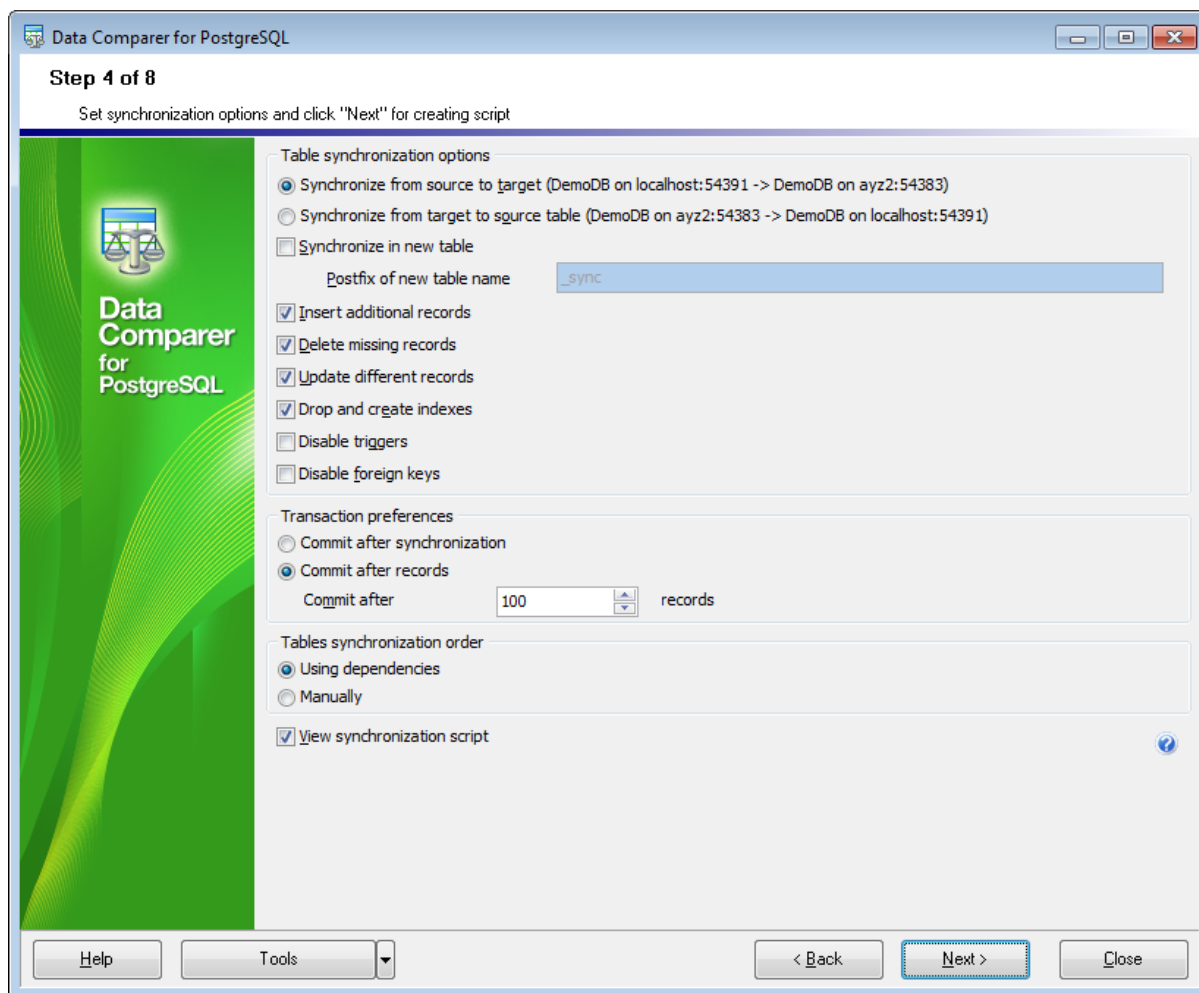 Data Comparer for PostgreSQL
Step 4 of 8
Set synchronization options and click "Next" for creating script
Data
Comparer
for
PostgreSQL
Table synchronization options
Synchronize from source to target (DemoDB on localhost:54391 -> DemoDB on ayz2:54383)
Synchronize from target to source table (DemoDB on ayz2:54383 -> DemoDB on localhost:54391)
Synchronize in new table
Postfix of new table name _sync
Insert additional records
Delete missing records
Update different records
Drop and create indexes
Disable triggers
Disable foreign keys
Transaction preferences
Commit after synchronization
Commit after records
Commit after 100 records
Tables synchronization order
Using dependencies
Manually
View synchronization script
?
Help Tools < Back Next > Close